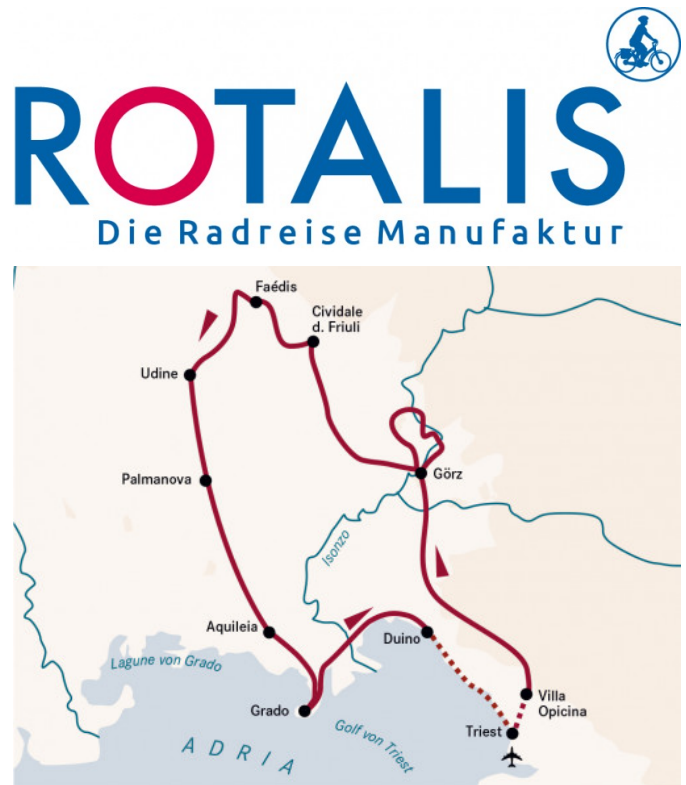 ROTALIS
Die Radreise Manufaktur
Faédis
Cividale
d. Friuli
Udine
Palmanova
Görz
Isonzo
Aquileia
Duino
Lagune von Grado
Grado
Golf von Triest
Villa
Opicina
Triest
ADRIA